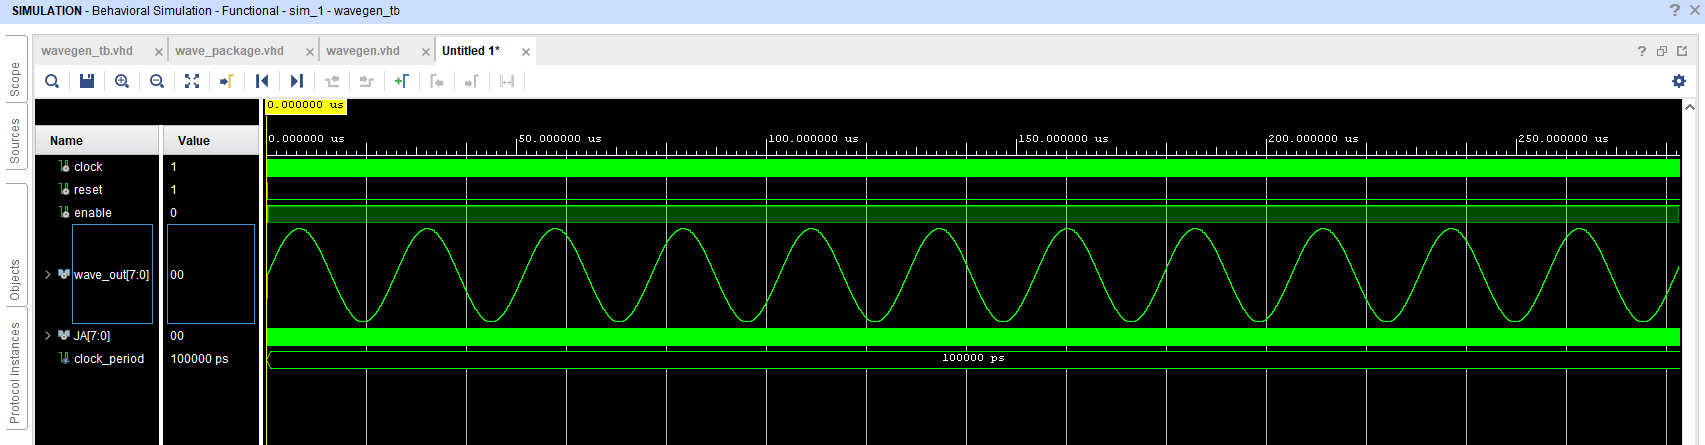 SIMULATION - Behavioral Simulation - Functional - sim_1 - wavegen_tb
? ×
Scope
Sources
Objects
Protocol Instances
wavegen_tb.vhd × wave_package.vhd × wavegen.vhd × Untitled 1* ×
?
0.000000 us
Name Value
0.000000 us 50.000000 us 100.000000 us 150.000000 us 200.000000 us 250.000000 us
clock 1
reset 1
enable 0
wave_out[7:0] 00
JA[7:0] 00
clock_period 100000 ps 100000 ps